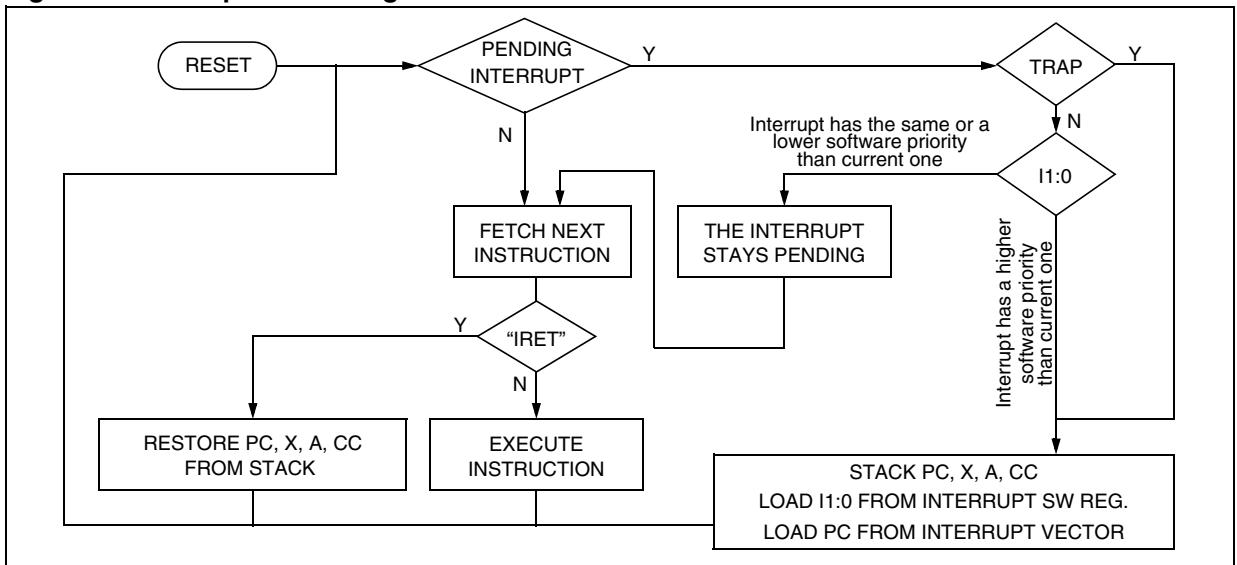 RESET
PENDING
INTERRUPT
Y
TRAP
Y
N
N
Interrupt has the same or a
lower software priority
than current one
I1:0
FETCH NEXT
INSTRUCTION
THE INTERRUPT
STAYS PENDING
Interrupt has a higher
software priority
than current one
Y
“IRET”
N
RESTORE PC, X, A, CC
FROM STACK
EXECUTE
INSTRUCTION
STACK PC, X, A, CC
LOAD I1:0 FROM INTERRUPT SW REG.
LOAD PC FROM INTERRUPT VECTOR